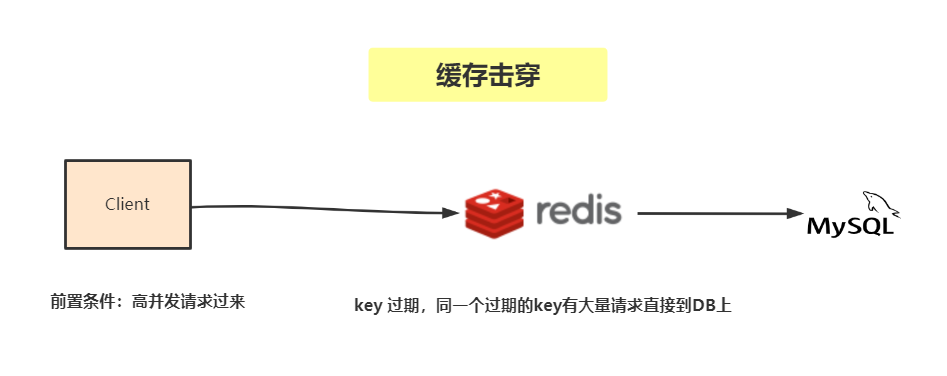 缓存击穿
Client
redis
MySQL
前置条件：高并发请求过来
key 过期，同一个过期的key有大量请求直接到DB上